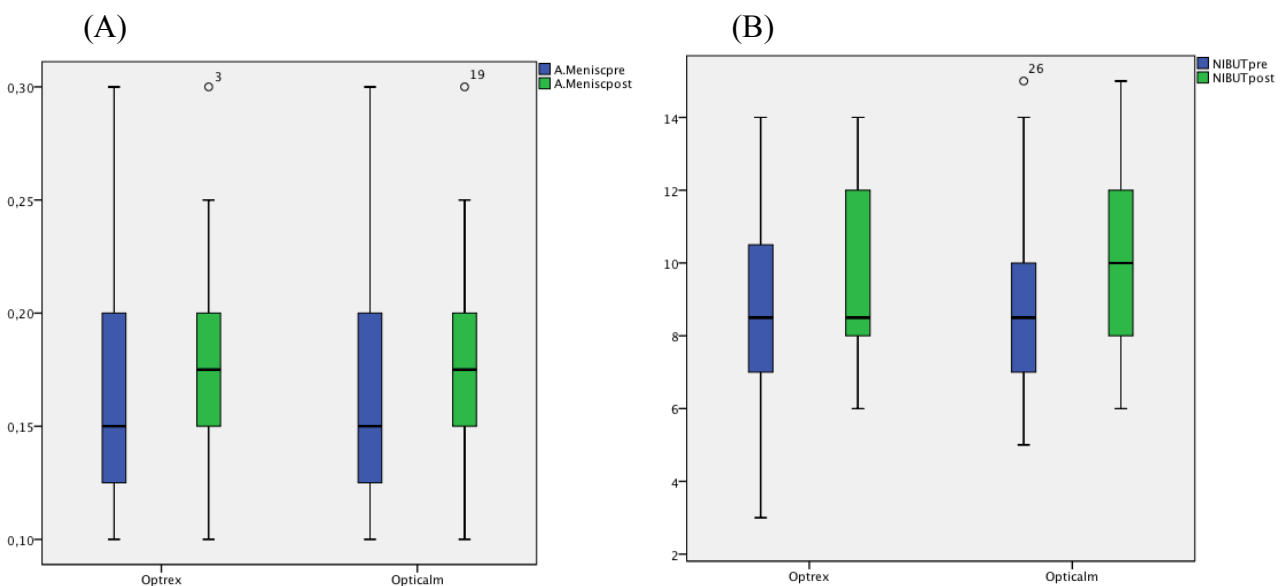 (A)
3
19
A.Meniscpre
A.Meniscpost
0,30
0,25
0,20
0,15
0,10
Optrex
Opticalm
(B)
26
NIBUTpre
NIBUTpost
14
12
10
8
6
4
2
Optrex
Opticalm